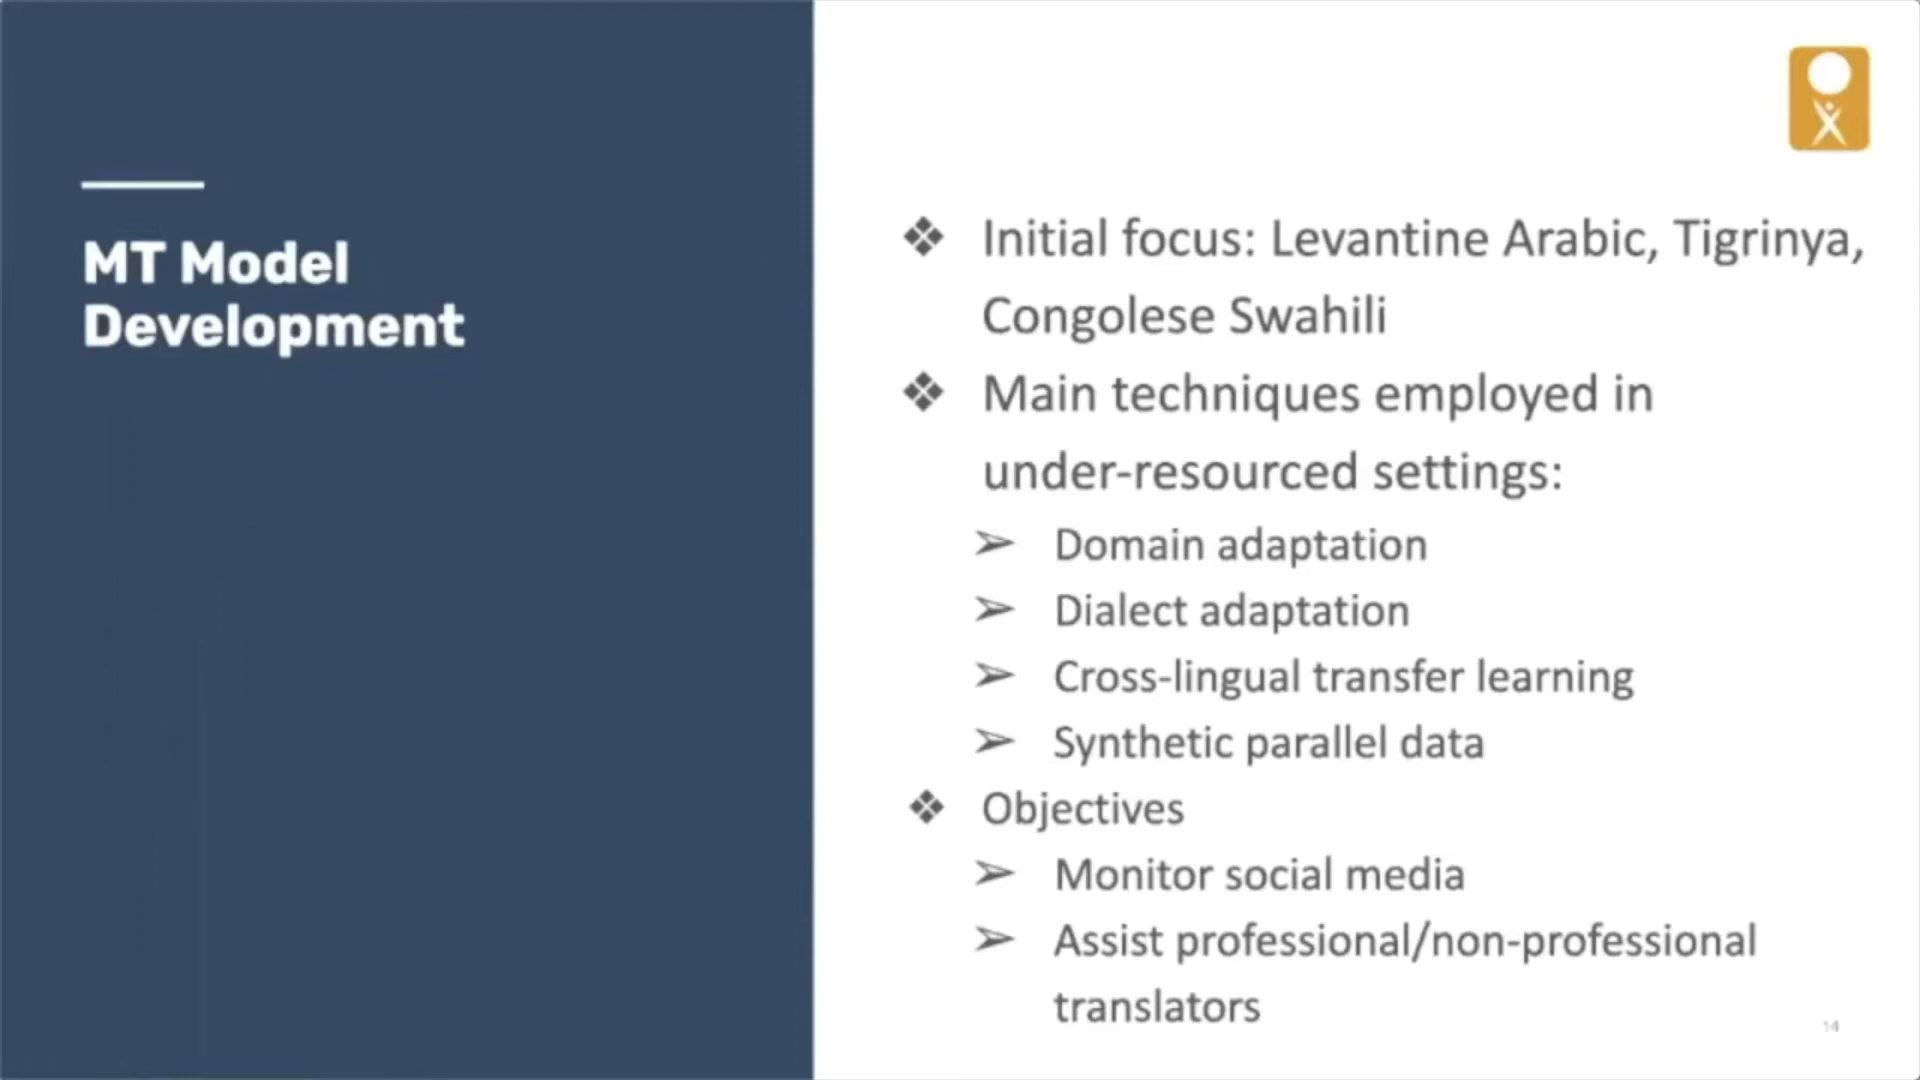 MT Model
Development
❖ Initial focus: Levantine Arabic, Tigrinya,
Congolese Swahili
❖ Main techniques employed in
under-resourced settings:
➢ Domain adaptation
➢ Dialect adaptation
➢ Cross-lingual transfer learning
➢ Synthetic parallel data
❖ Objectives
➢ Monitor social media
➢ Assist professional/non-professional
translators
14